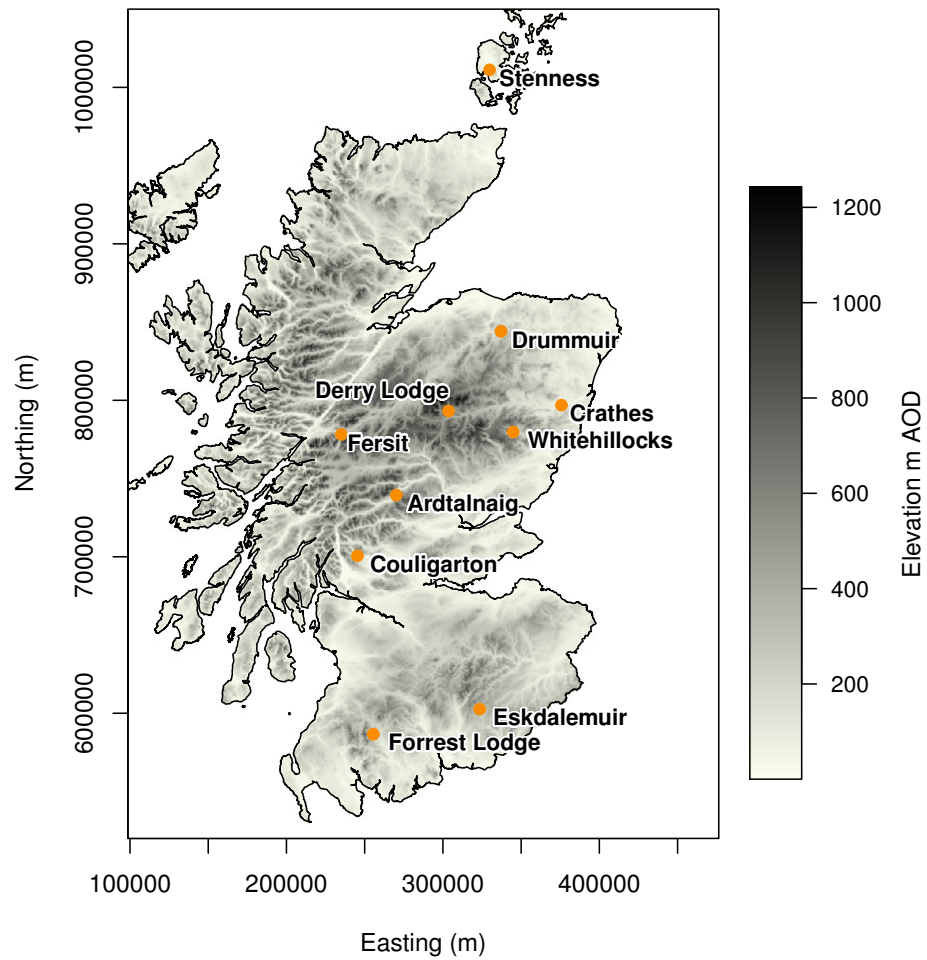 Northing (m)
1000000
900000
800000
700000
600000
Stenness
Drummuir
Derry Lodge
Crathes
Whitehillocks
Fersit
Ardtalnaig
Couligarton
Eskdalemuir
Forrest Lodge
100000
200000
300000
400000
Easting (m)
1200
1000
800
600
400
200
Elevation m AOD